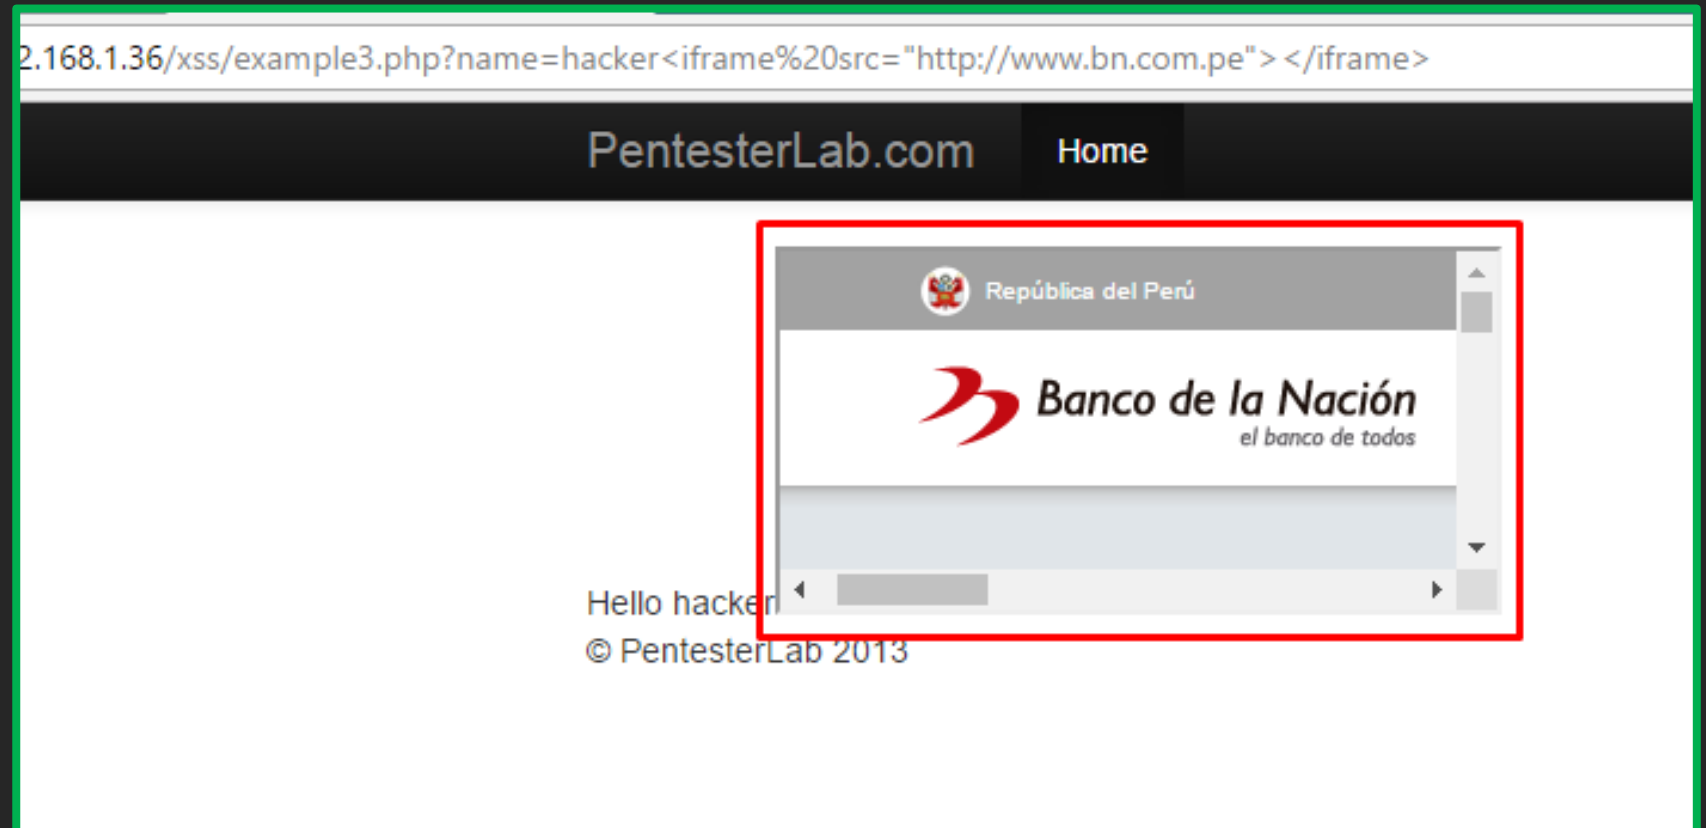 2.168.1.36/xss/example3.php?name=hacker<iframe%20src="http://www.bn.com.pe"></iframe>
PentesterLab.com Home
República del Perú
Banco de la Nación
el banco de todos
Hello hacker
© PentesterLab 2013